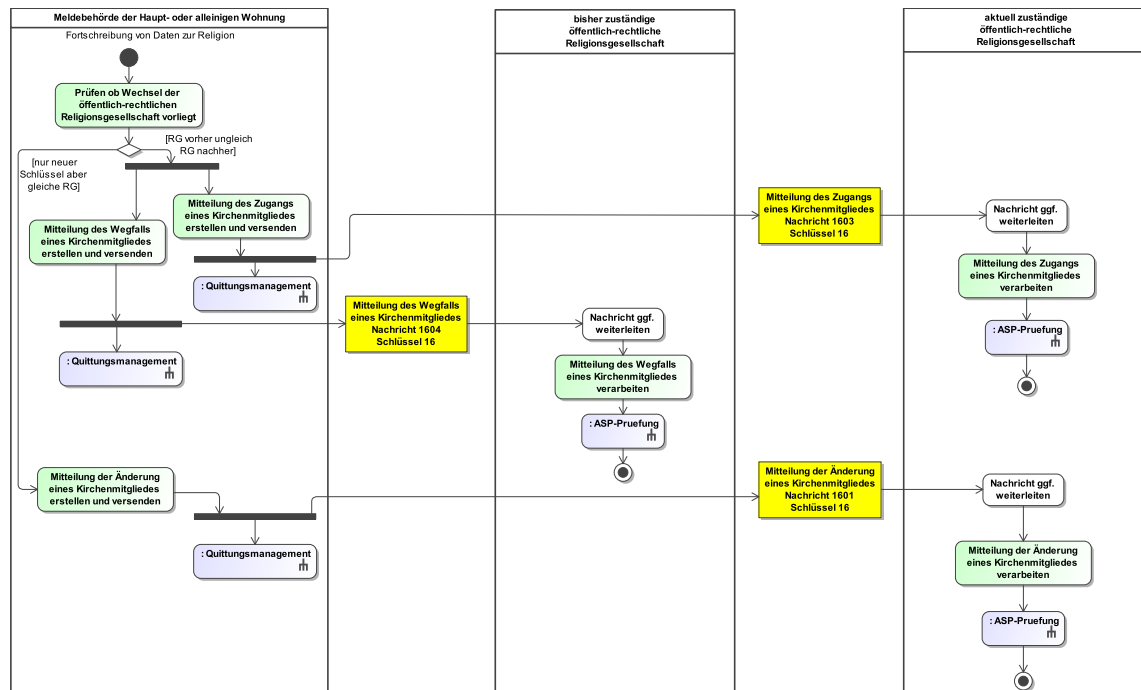 Meldebehörde der Haupt- oder alleinigen Wohnung
bisher zuständige
öffentlich-rechtliche
Religionsgesellschaft
aktuell zuständige
öffentlich-rechtliche
Religionsgesellschaft
Fortschreibung von Daten zur Religion
Prüfen ob Wechsel der
öffentlich-rechtlichen
Religionsgesellschaft vorliegt
[RG vorher ungleich
RG nachher]
[nur neuer
Schlüssel aber
gleiche RG]
Mitteilung des Zugangs
eines Kirchenmitgliedes
erstellen und versenden
Mitteilung des Wegfalls
eines Kirchenmitgliedes
erstellen und versenden
: Quittungsmanagement
: Quittungsmanagement
Mitteilung der Änderung
eines Kirchenmitgliedes
erstellen und versenden
: Quittungsmanagement
Mitteilung des Wegfalls
eines Kirchenmitgliedes
Nachricht 1604
Schlüssel 16
Nachricht ggf.
weiterleiten
Mitteilung des Wegfalls
eines Kirchenmitgliedes
verarbeiten
: ASP-Pruefung
Mitteilung des Zugangs
eines Kirchenmitgliedes
Nachricht 1603
Schlüssel 16
Nachricht ggf.
weiterleiten
Mitteilung des Zugangs
eines Kirchenmitgliedes
verarbeiten
: ASP-Pruefung
Mitteilung der Änderung
eines Kirchenmitgliedes
Nachricht 1601
Schlüssel 16
Nachricht ggf.
weiterleiten
Mitteilung der Änderung
eines Kirchenmitgliedes
verarbeiten
: ASP-Pruefung